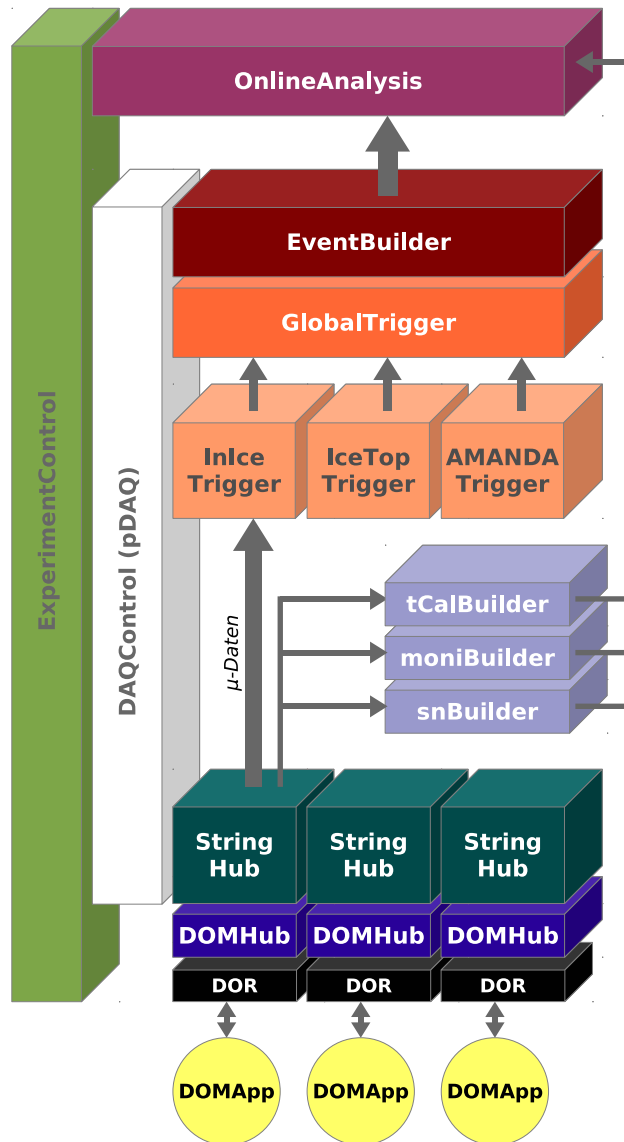 OnlineAnalysis
EventBuilder
GlobalTrigger
InIce
Trigger
IceTop
Trigger
AMANDA
Trigger
ExperimentControl
DAQControl (pDAQ)
μ-Daten
tCalBuilder
moniBuilder
snBuilder
String
Hub
String
Hub
String
Hub
DOMHub
DOMHub
DOMHub
DOR
DOR
DOR
DOMApp
DOMApp
DOMApp